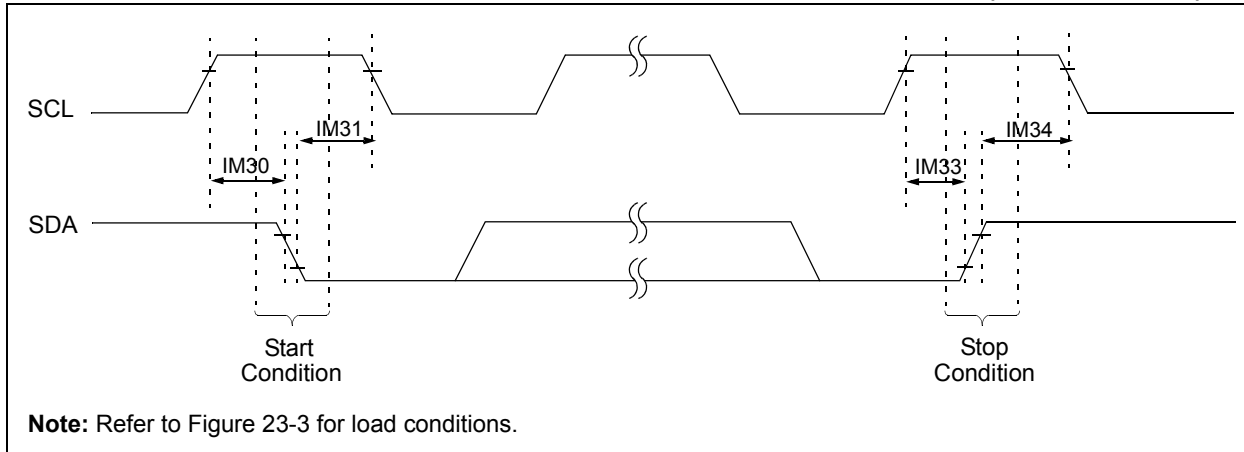 SCL
IM31
IM34
IM30
IM33
SDA
Start
Condition
Stop
Condition
Note: Refer to Figure 23-3 for load conditions.